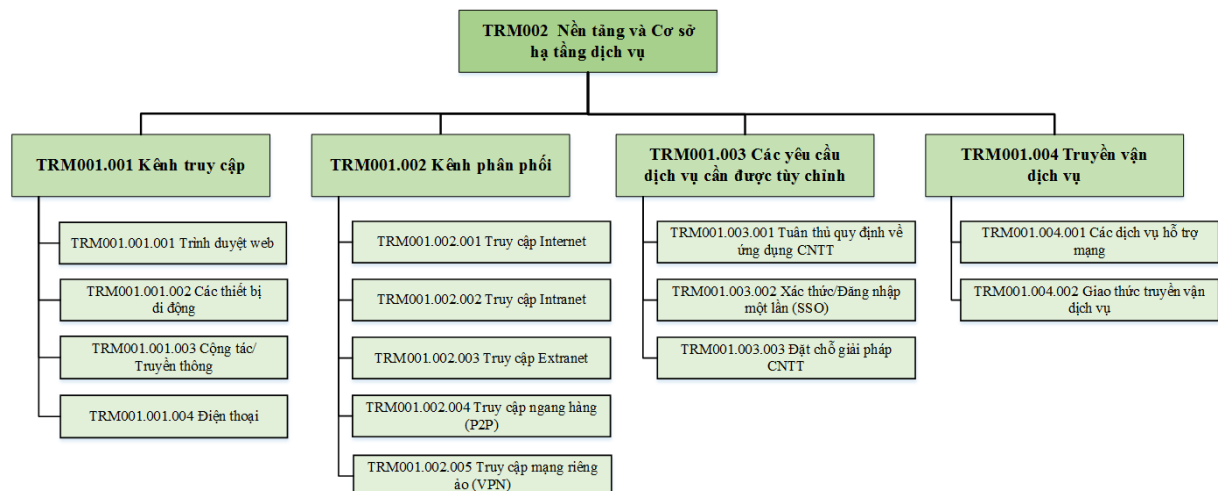 TRM002 Nền tảng và Cơ sở
hạ tầng dịch vụ
TRM001.001 Kênh truy cập
TRM001.001.001 Trình duyệt web
TRM001.001.002 Các thiết bị
di động
TRM001.001.003 Cộng tác/
Truyền thông
TRM001.001.004 Điện thoại
TRM001.002 Kênh phân phối
TRM001.002.001 Truy cập Internet
TRM001.002.002 Truy cập Intranet
TRM001.002.003 Truy cập Extranet
TRM001.002.004 Truy cập ngang hàng
(P2P)
TRM001.002.005 Truy cập mạng riêng
ảo (VPN)
TRM001.003 Các yêu cầu
dịch vụ cần được tùy chỉnh
TRM001.003.001 Tuân thủ quy định về
ứng dụng CNTT
TRM001.003.002 Xác thực/Đăng nhập
một lần (SSO)
TRM001.003.003 Đặt chỗ giải pháp
CNTT
TRM001.004 Truyền vận
dịch vụ
TRM001.004.01 Các dịch vụ hỗ trợ
mạng
TRM001.004.002 Giao thức truyền vận
dịch vụ